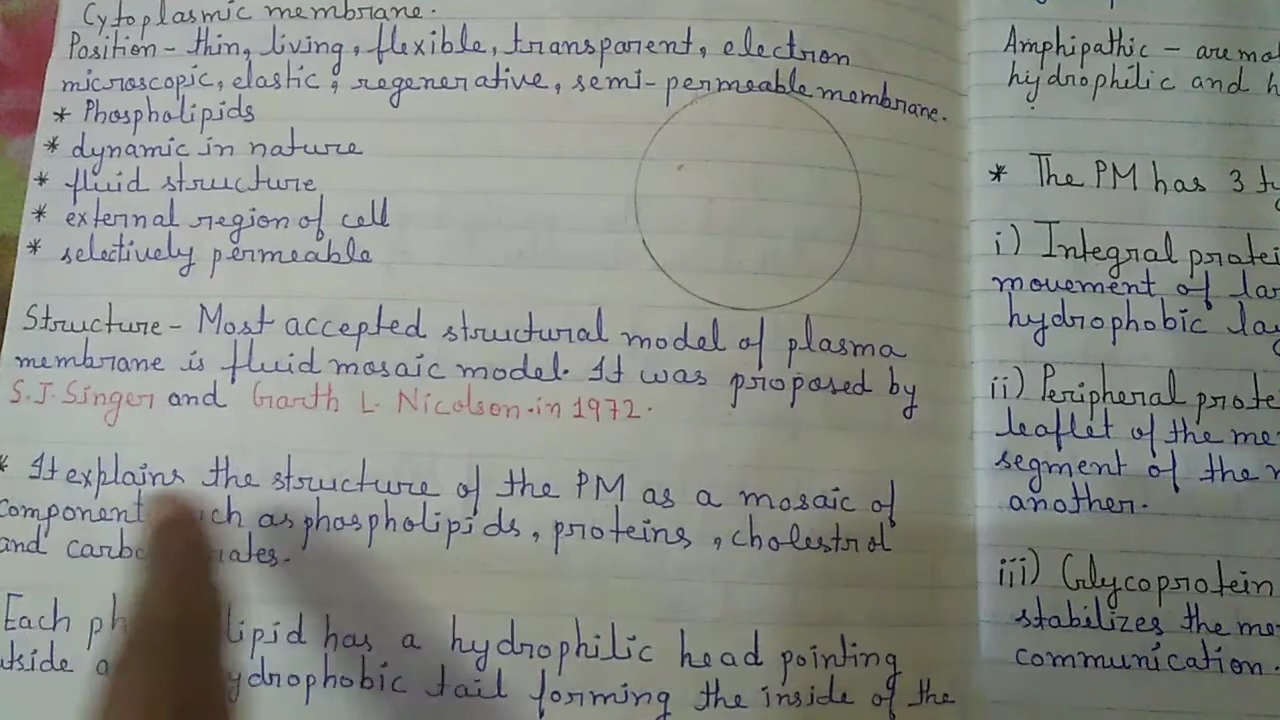 Cytoplasmic membrane.
Position - thin, living, flexible, transparent, electron
microscopic, elastic, regenerative, semi-permeable membrane.
* Phospholipids
* dynamic in nature
* fluid structure
* external region of cell
* selectively permeable
Structure - Most accepted structural model of plasma
membrane is fluid mosaic model. It was proposed by
S.J. Singer and Garth L. Nicolson in 1972.
* It explains the structure of the PM as a mosaic of
component as phospholipids, proteins, cholestrol
and
Each has a hydrophilic head pointing
tail forming the inside of the
Amphipathic - are
hydrophilic and
* The PM has 3
i) Integral
movement of
hydrophobic
ii) Peripheral
leaflet of the
segment of the
another.
iii) Glycoprotein
stabilizes the
communication.